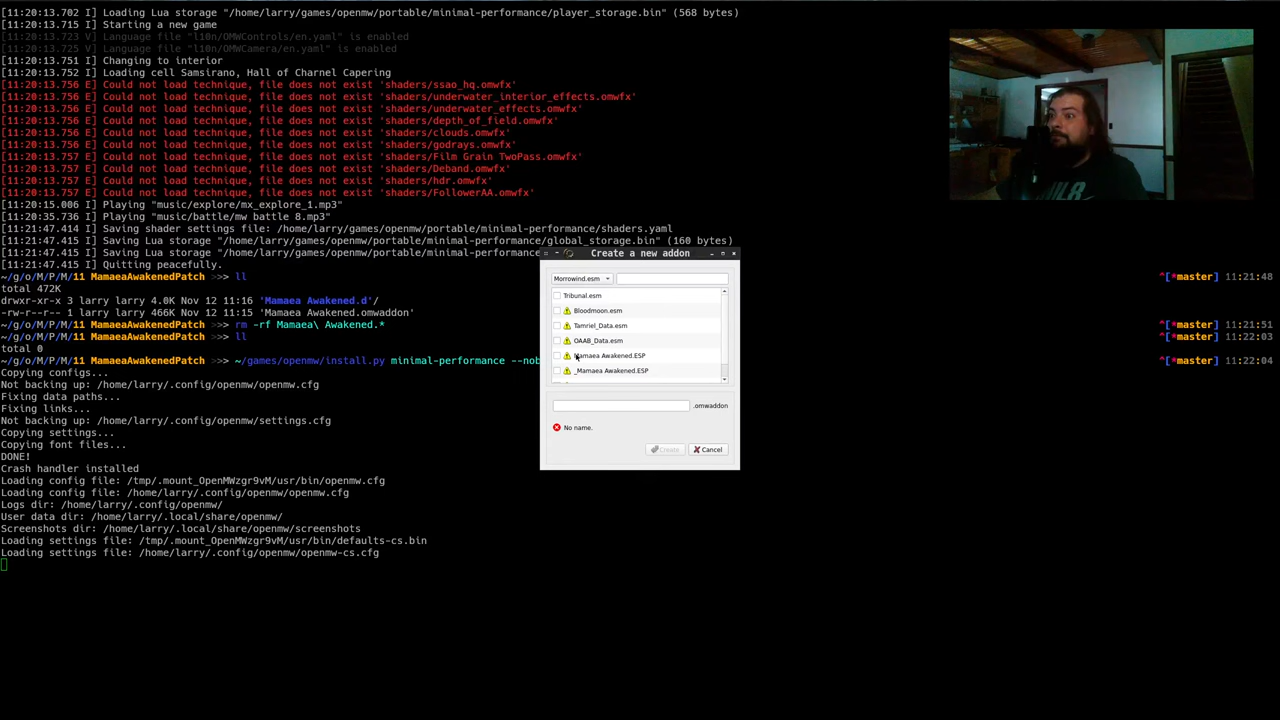 [11:20:13.702 I] Loading Lua storage "/home/larry/games/openmw/portable/minimal-performance/player_storage.bin" (568 bytes)
[11:20:13.715 I] Starting a new game
[11:20:13.723 V] Language file "l10n/OMWControls/en.yaml" is enabled
[11:20:13.725 V] Language file "l10n/OMWCamera/en.yaml" is enabled
[11:20:13.751 I] Changing to interior
[11:20:13.752 I] Loading cell Samsirano, Hall of Charnel Capering
[11:20:13.756 E] Could not load technique, file does not exist 'shaders/ssao_hq.omwfx'
[11:20:13.756 E] Could not load technique, file does not exist 'shaders/underwater_interior_effects.omwfx'
[11:20:13.756 E] Could not load technique, file does not exist 'shaders/underwater_effects.omwfx'
[11:20:13.756 E] Could not load technique, file does not exist 'shaders/depth_of_field.omwfx'
[11:20:13.756 E] Could not load technique, file does not exist 'shaders/clouds.omwfx'
[11:20:13.756 E] Could not load technique, file does not exist 'shaders/godrays.omwfx'
[11:20:13.757 E] Could not load technique, file does not exist 'shaders/Film Grain TwoPass.omwfx'
[11:20:13.757 E] Could not load technique, file does not exist 'shaders/Deband.omwfx'
[11:20:13.757 E] Could not load technique, file does not exist 'shaders/hdr.omwfx'
[11:20:13.757 E] Could not load technique, file does not exist 'shaders/FollowerAA.omwfx'
[11:20:15.006 I] Playing "music/explore/mx_explore_1.mp3"
[11:20:35.736 I] Playing "music/battle/mw battle 8.mp3"
[11:21:47.414 I] Saving shader settings file: /home/larry/games/openmw/portable/minimal-performance/shaders.yaml
[11:21:47.415 I] Saving Lua storage "/home/larry/games/openmw/portable/minimal-performance/global_storage.bin" (160 bytes)
[11:21:47.415 I] Saving Lua storage "/home/larry/games/openmw/portable/minimal-performance
[11:21:47.415 I] Quitting peacefully.
~/g/o/M/P/M/11 MamaeaAwakenedPatch >>> ll ^[*master] 11:21:48
total 472K
drwxr-xr-x 3 larry larry 4.0K Nov 12 11:16 'Mamaea Awakened.d'/
-rw-r--r-- 1 larry larry 466K Nov 12 11:15 'Mamaea Awakened.omwaddon'
~/g/o/M/P/M/11 MamaeaAwakenedPatch >>> rm -rf Mamaea\ Awakened.* ^[*master] 11:21:51
~/g/o/M/P/M/11 MamaeaAwakenedPatch >>> ll ^[*master] 11:22:03
total 0
~/g/o/M/P/M/11 MamaeaAwakenedPatch >>> ~/games/openmw/install.py minimal-performance --nob ^[*master] 11:22:04
Copying configs...
Not backing up: /home/larry/.config/openmw/openmw.cfg
Fixing data paths...
Fixing links...
Not backing up: /home/larry/.config/openmw/settings.cfg
Copying settings...
Copying font files...
DONE!
Crash handler installed
Loading config file: /tmp/.mount_OpenMWzgr9vM/usr/bin/openmw.cfg
Loading config file: /home/larry/.config/openmw/openmw.cfg
Logs dir: /home/larry/.config/openmw/
User data dir: /home/larry/.local/share/openmw/
Screenshots dir: /home/larry/.local/share/openmw/screenshots
Loading settings file: /tmp/.mount_OpenMWzgr9vM/usr/bin/defaults-cs.bin
Loading settings file: /home/larry/.config/openmw/openmw-cs.cfg
Create a new addon
Morrowind.esm
Tribunal.esm
Bloodmoon.esm
Tamriel_Data.esm
OAAB_Data.esm
Mamaea Awakened.ESP
_Mamaea Awakened.ESP
.omwaddon
No name.
Create
Cancel